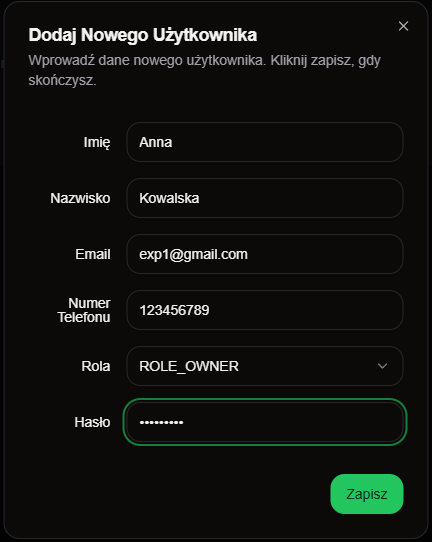 Dodaj Nowego Użytkownika
Wprowadź dane nowego użytkownika. Kliknij zapisz, gdy
skończysz.
Imię Anna
Nazwisko Kowalska
Email exp1@gmail.com
Numer
Telefonu 123456789
Rola ROLE_OWNER
Hasło •••••••••
Zapisz